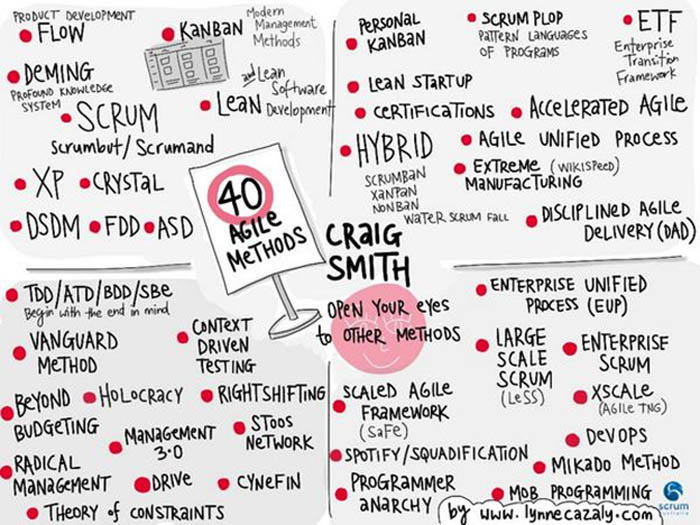 PRODUCT DEVELOPMENT
FLOW
KANBAN
Modern
Management
Methods
DEMING
PROFOUND KNOWLEDGE
SYSTEM
and Lean
Software
LEAN Development
SCRUM
Scrumbut/Scrumand
XP
CRYSTAL
DSDM
FDD
ASD
PERSONAL
KANBAN
SCRUM PLOP
PATTERN LANGUAGES
OF PROGRAMS
ETF
Enterprise
Transition
Framework
LEAN STARTUP
CERTIFICATIONS
ACCELERATED AGILE
HYBRID
SCRUMBAN
XANPAN
NONBAN
WATER SCRUM FALL
AGILE UNIFIED PROCESS
EXTREME (WIKISPEED)
MANUFACTURING
DISCIPLINED AGILE
DELIVERY (DAD)
40
AGILE
METHODS
CRAIG
SMITH
OPEN YOUR eyes
to OTHER METHODS
TDD/ATD/BDD/SBE
Begin with the end in mind
VANGUARD
METHOD
CONTEXT
DRIVEN
TESTING
BEYOND
BUDGETING
HOLOCRACY
RIGHTSHIFTING
MANAGEMENT
3.0
STOOS
NETWORK
RADICAL
MANAGEMENT
DRIVE
CYNEFIN
THEORY of CONSTRAINTS
ENTERPRISE UNIFIED
PROCESS (EUP)
LARGE
SCALE
SCRUM
(LeSS)
ENTERPRISE
SCRUM
XSCALE
(AGILE TNG)
SCALED AGILE
FRAMEWORK
(SaFe)
DEVOPS
SPOTIFY/SQUADIFICATION
MIKADO METHOD
PROGRAMMER
ANARCHY
MOB PROGRAMMING
by www.lynnecazaly.com
scrum